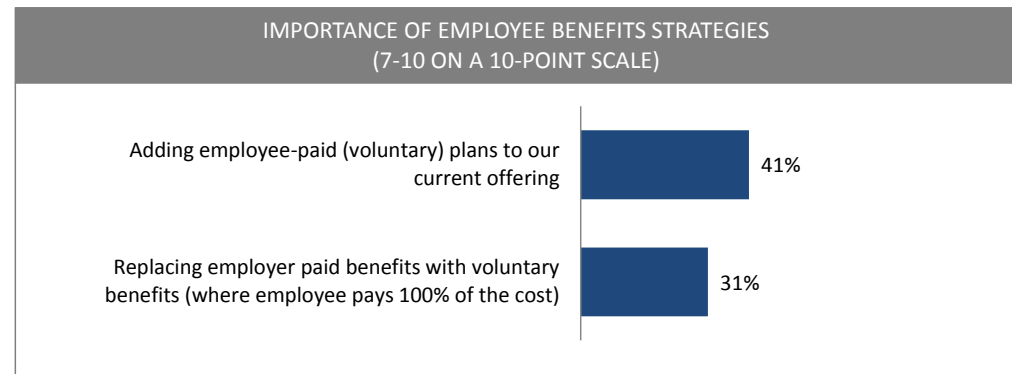 IMPORTANCE OF EMPLOYEE BENEFITS STRATEGIES
(7-10 ON A 10-POINT SCALE)
Adding employee-paid (voluntary) plans to our
current offering
41%
Replacing employer paid benefits with voluntary
benefits (where employee pays 100% of the cost)
31%